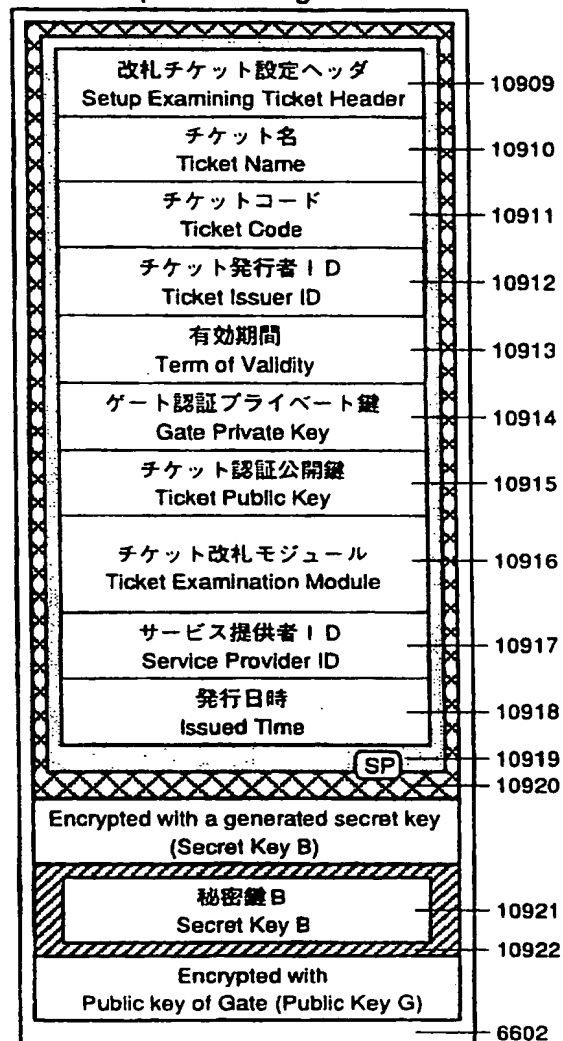 改札チケット設定ヘッダ
Setup Examining Ticket Header
10909
チケット名
Ticket Name
10910
チケットコード
Ticket Code
10911
チケット発行者ID
Ticket Issuer ID
10912
有効期間
Term of Validity
10913
ゲート認証プライベート鍵
Gate Private Key
10914
チケット認証公開鍵
Ticket Public Key
10915
チケット改札モジュール
Ticket Examination Module
10916
サービス提供者ID
Service Provider ID
10917
発行日時
Issued Time
10918
SP
10919
10920
Encrypted with a generated secret key
(Secret Key B)
秘密鍵B
Secret Key B
10921
10922
Encrypted with
Public key of Gate (Public Key G)
6602